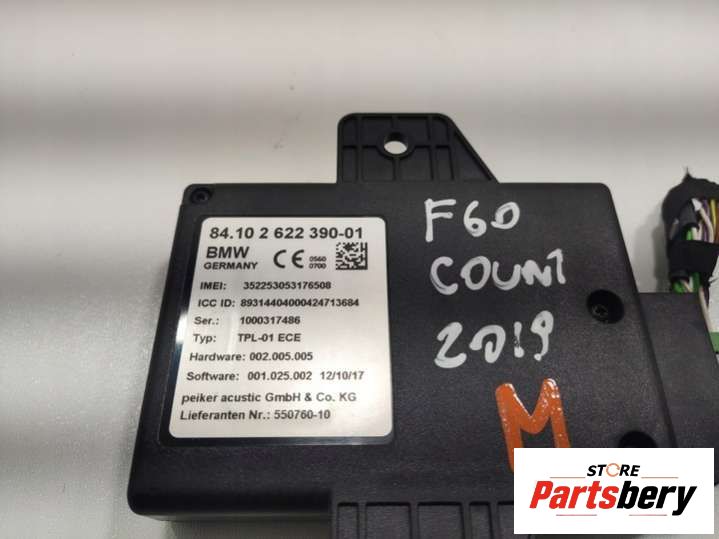 84.10 2 622 390-01
BMW
GERMANY
CE 0560
0700
IMEI: 352253053176508
ICC ID: 89314404000424713684
Ser.: 1000317486
Typ: TPL-01 ECE
Hardware: 002.005.005
Software: 001.025.002 12/10/17
peiker acustic GmbH & Co. KG
Lieferanten Nr.: 550760-10
F60
COUNT
2019
M
STORE
Partsbery